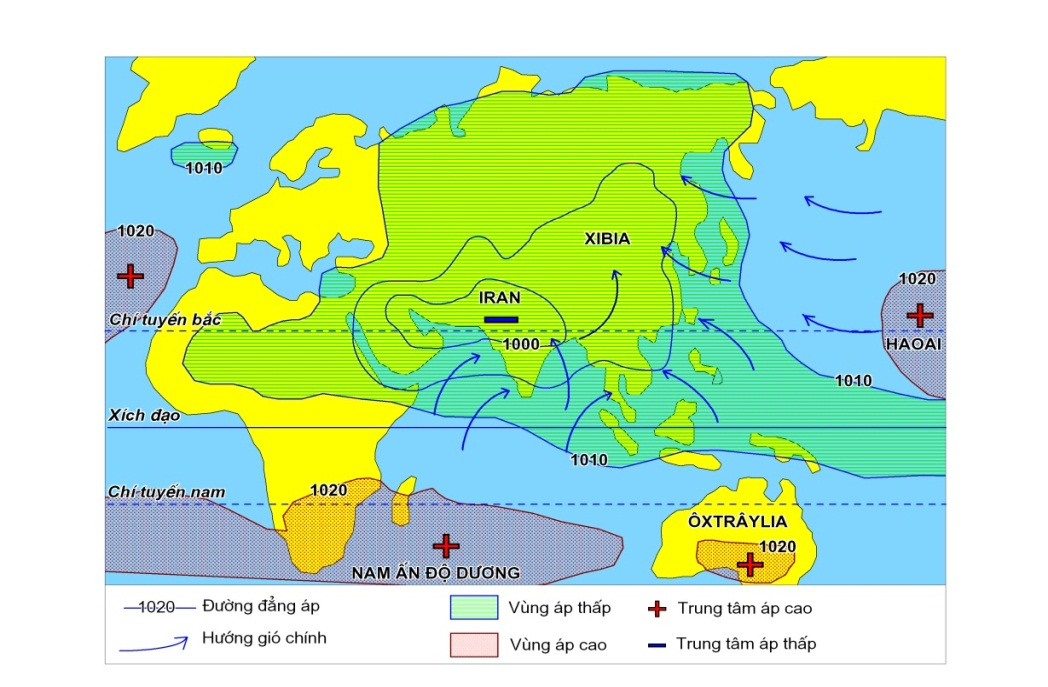 1010
1020
XIBIA
1020
IRAN
Chí tuyến bắc
1000
HAOAI
1010
Xích đạo
1010
Chí tuyến nam
1020
ÔXTRÂYLIA
1020
NAM ẤN ĐỘ DƯƠNG
1020 Đường đẳng áp
Vùng áp thấp
Trung tâm áp cao
Hướng gió chính
Vùng áp cao
Trung tâm áp thấp